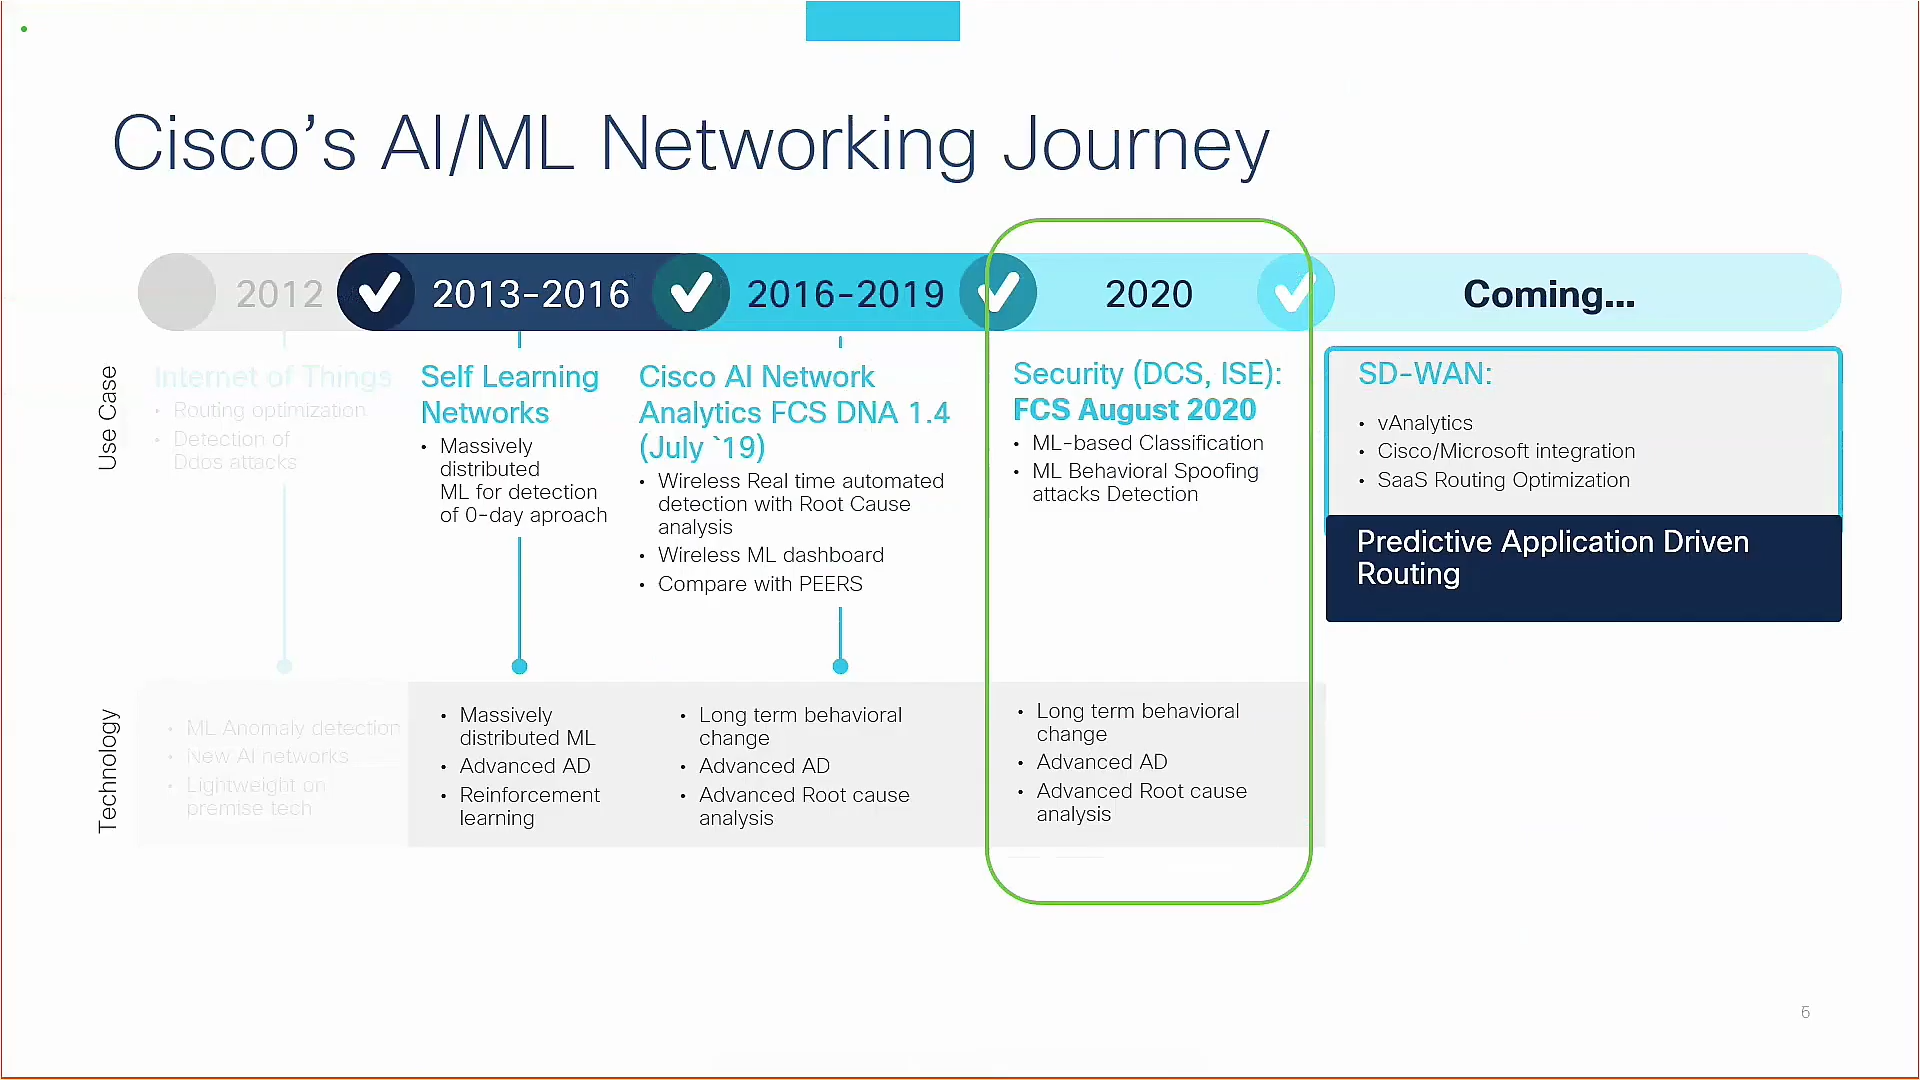 Cisco's AI/ML Networking Journey
2012
2013-2016
2016-2019
2020
Coming...
Use Case
Internet of Things
• Routing optimization
• Detection of
Ddos attacks
Self Learning
Networks
• Massively
distributed
ML for detection
of 0-day aproach
Cisco AI Network
Analytics FCS DNA 1.4
(July `19)
• Wireless Real time automated
detection with Root Cause
analysis
• Wireless ML dashboard
• Compare with PEERS
Security (DCS, ISE):
FCS August 2020
• ML-based Classification
• ML Behavioral Spoofing
attacks Detection
SD-WAN:
• vAnalytics
• Cisco/Microsoft integration
• SaaS Routing Optimization
Predictive Application Driven
Routing
Technology
• ML Anomaly detection
• New AI networks
• Lightweight on
premise tech
• Massively
distributed ML
• Advanced AD
• Reinforcement
learning
• Long term behavioral
change
• Advanced AD
• Advanced Root cause
analysis
• Long term behavioral
change
• Advanced AD
• Advanced Root cause
analysis
5